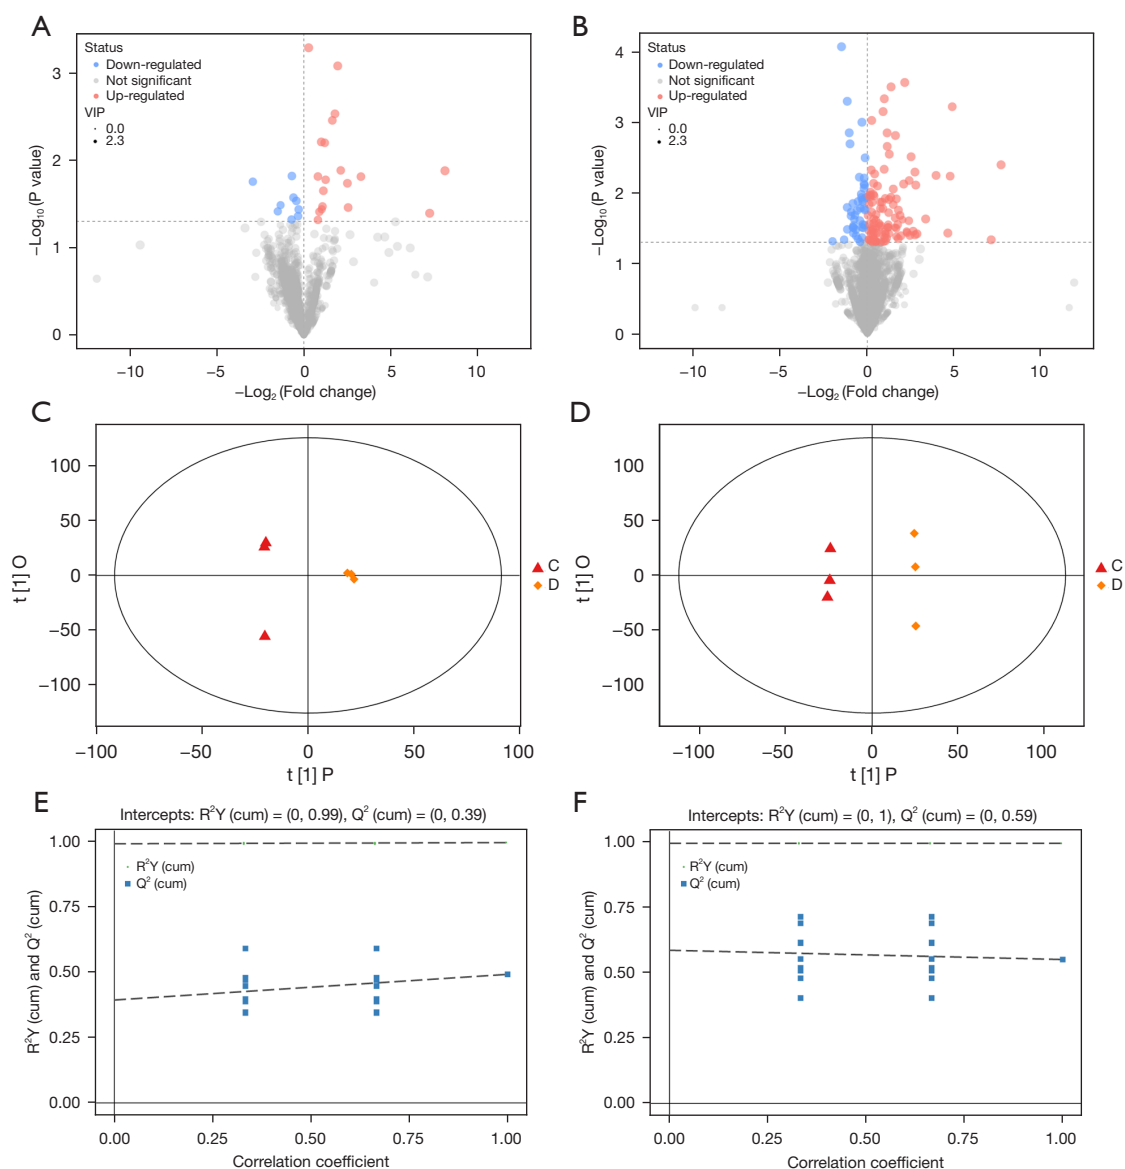 A
Status
Down-regulated
Not significant
Up-regulated
VIP
0.0
2.3
–Log10 (P value)
3
2
1
0
−10
−5
0
5
10
–Log2 (Fold change)
B
Status
Down-regulated
Not significant
Up-regulated
VIP
0.0
2.3
–Log10 (P value)
4
3
2
1
0
−10
−5
0
5
10
–Log2 (Fold change)
C
t [1] O
100
50
0
−50
−100
−100
−50
0
50
100
t [1] P
C
D
D
t [1] O
100
50
0
−50
−100
−100
−50
0
50
100
t [1] P
C
D
E
Intercepts: R²Y (cum) = (0, 0.99), Q² (cum) = (0, 0.39)
R²Y (cum) and Q² (cum)
1.00
0.75
0.50
0.25
0.00
R²Y (cum)
Q² (cum)
0.00
0.25
0.50
0.75
1.00
Correlation coefficient
F
Intercepts: R²Y (cum) = (0, 1), Q² (cum) = (0, 0.59)
R²Y (cum) and Q² (cum)
1.00
0.75
0.50
0.25
0.00
R²Y (cum)
Q² (cum)
0.00
0.25
0.50
0.75
1.00
Correlation coefficient